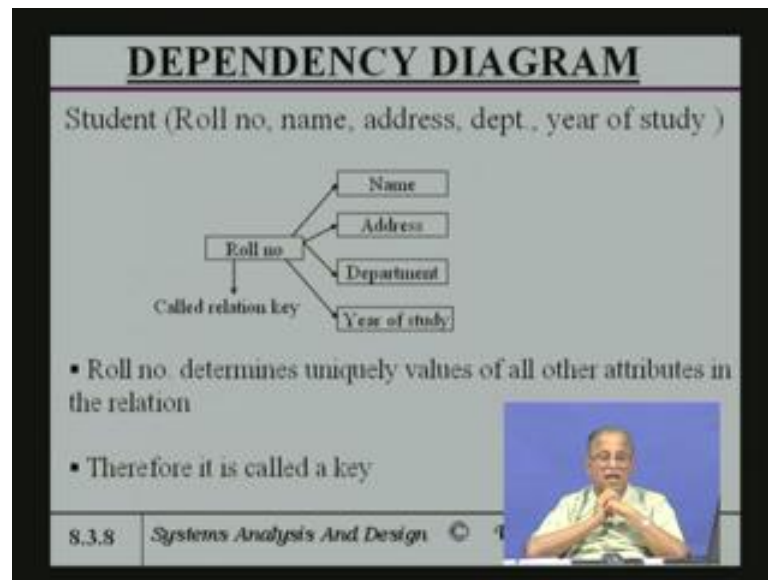 DEPENDENCY DIAGRAM
Student (Roll no, name, address, dept., year of study )
Name
Address
Roll no
Department
Called relation key
Year of study
▪ Roll no. determines uniquely values of all other attributes in
the relation
▪ Therefore it is called a key
8.3.8 Systems Analysis And Design ©